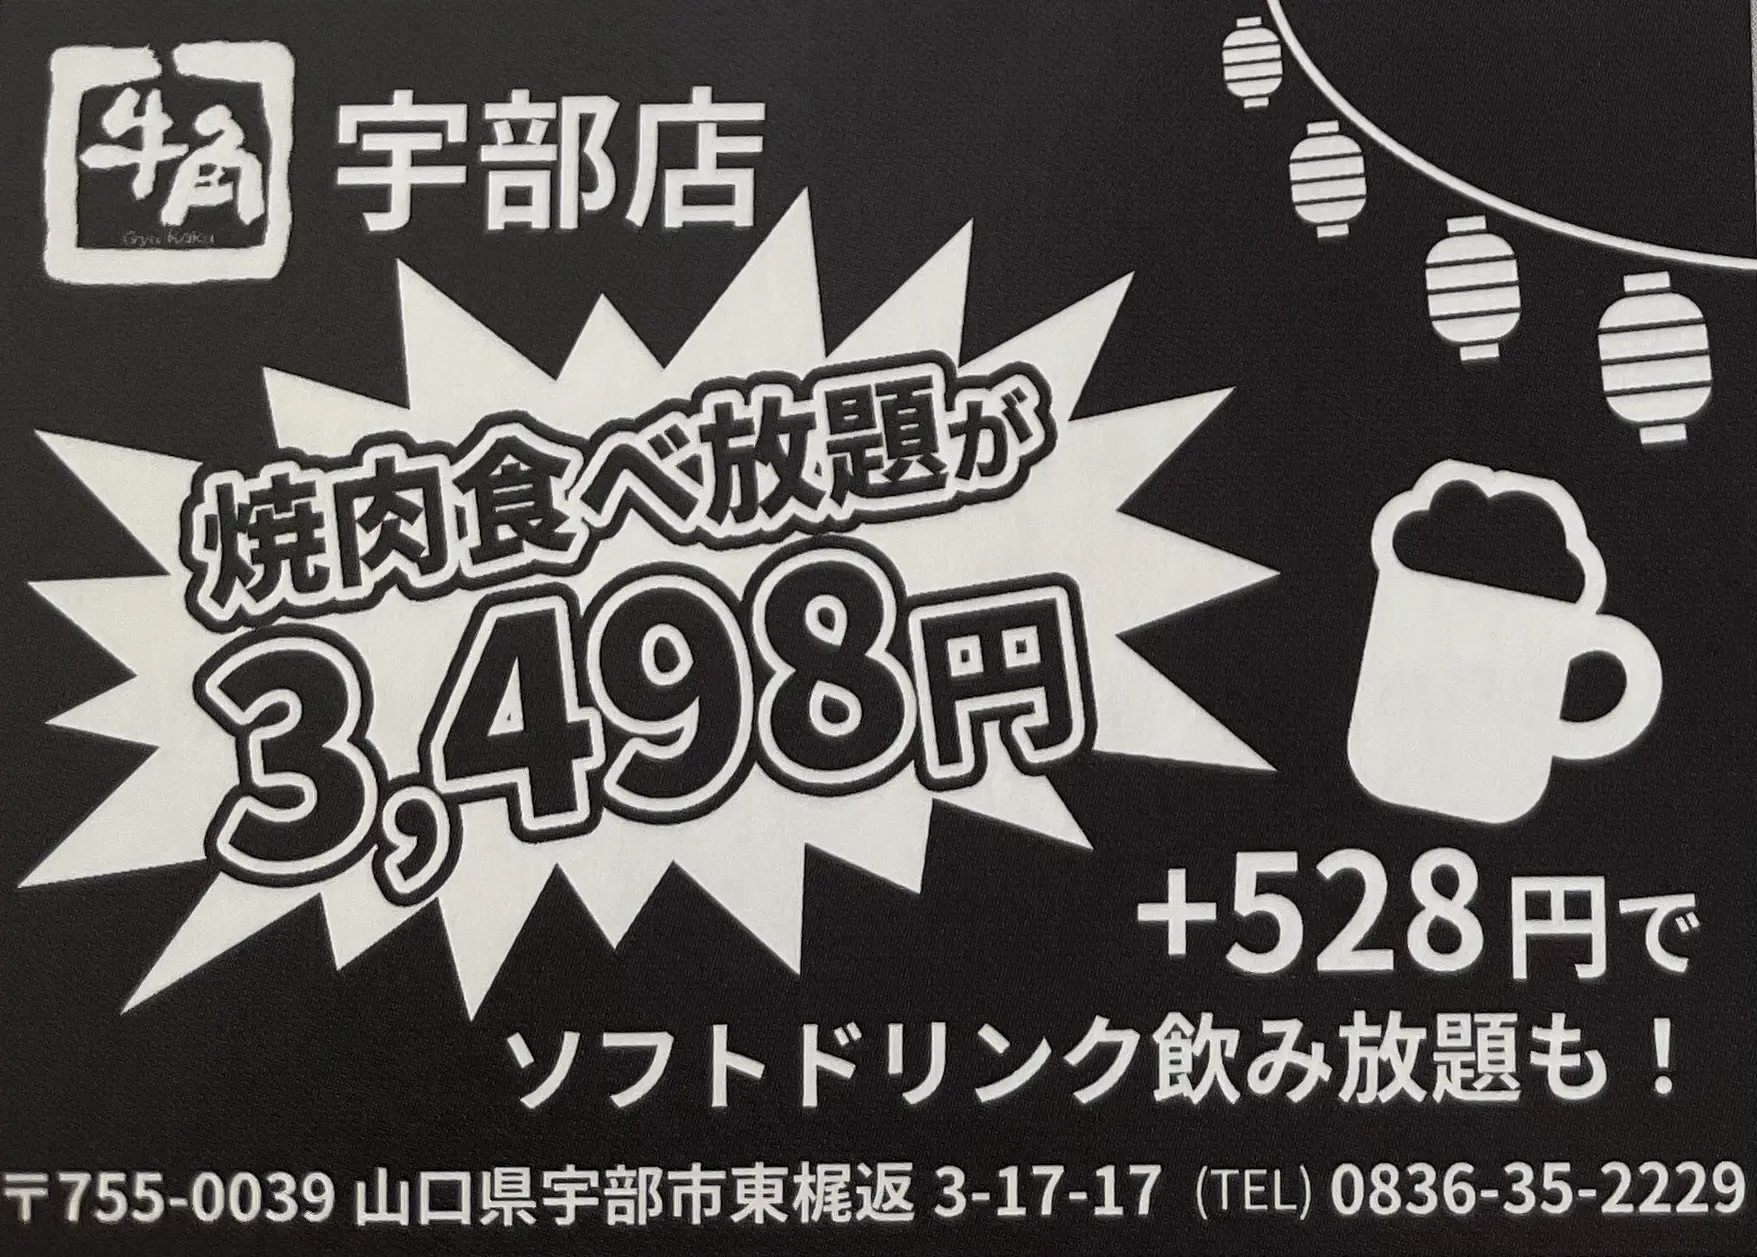 牛角
Gyu Kaku
宇部店
焼肉食べ放題が
3,498円
+528円で
ソフトドリンク飲み放題も！
〒755-0039 山口県宇部市東梶返 3-17-17 (TEL) 0836-35-2229